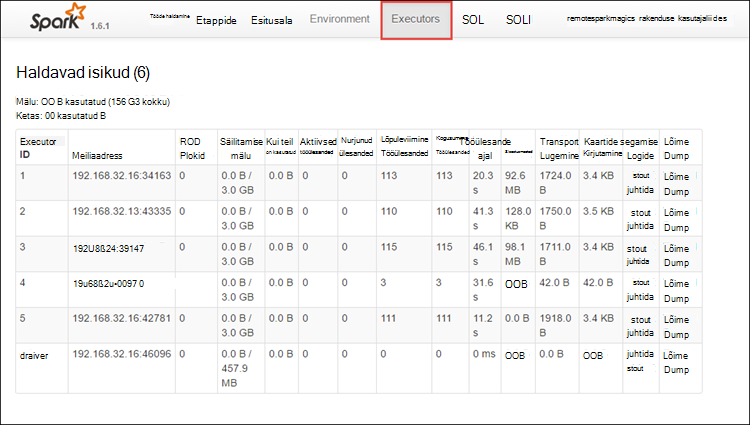 Spark 1.6.1 Tööde haldamine Etappide Esitusala Environment Executors SOL SOLI remotesparkmagics rakenduse kasutajaliides
Haldavad isikud (6)
Mälu: OO B kasutatud (156 G3 kokku)
Ketas: 00 kasutatud B
Executor ROD Säilitamise Kui teil Aktiivsed Nurjunud Lõpuleviimine Tööülesande Transport Kaartide segamise Lõime
ID Meiliaadress Plokid mälu on kasutatud tööülesanded ülesanded Tööülesanded Tööülesanded ajal Lugemine Kirjutamine Logide Dump
1 192.168.32.16:34163 0 0.0 B / 0.0 B 0 0 113 113 20.3 92.6 1724.0 3.4 KB stout Lõime
3.0 GB s MB B juhtida Dump
2 192.168.32.13:43335 0 0.0 B / 0.0 B 0 0 110 110 41.3 128.0 1750.0 3.5 KB stout Lõime
3.0 GB s KB B juhtida Dump
3 192U8ß24:39147 0 0.0 B / 0.0 B 0 0 115 115 46.1 98.1 1711.0 3.4 KB stout Lõime
3.0 GB s MB B juhtida Dump
4 19u68ß2u•0097 0 0 0.0 B / 0.0 B 0 0 3 3 31.6 OOB 42.0 B 42.0 B stout Lõime
3.0 GB s juhtida Dump
5 192.168.32.16:42781 0 0.0 B / 0.0 B 0 0 111 111 11.2 0.0 B 1918.0 3.4 KB stout Lõime
3.0 GB s B juhtida Dump
draiver 192.168.32.16:46096 0 0.0 B / 0.0 B 0 0 0 0 0 ms OOB 0.0 B OOB juhtida Lõime
457.9 stout Dump
MB